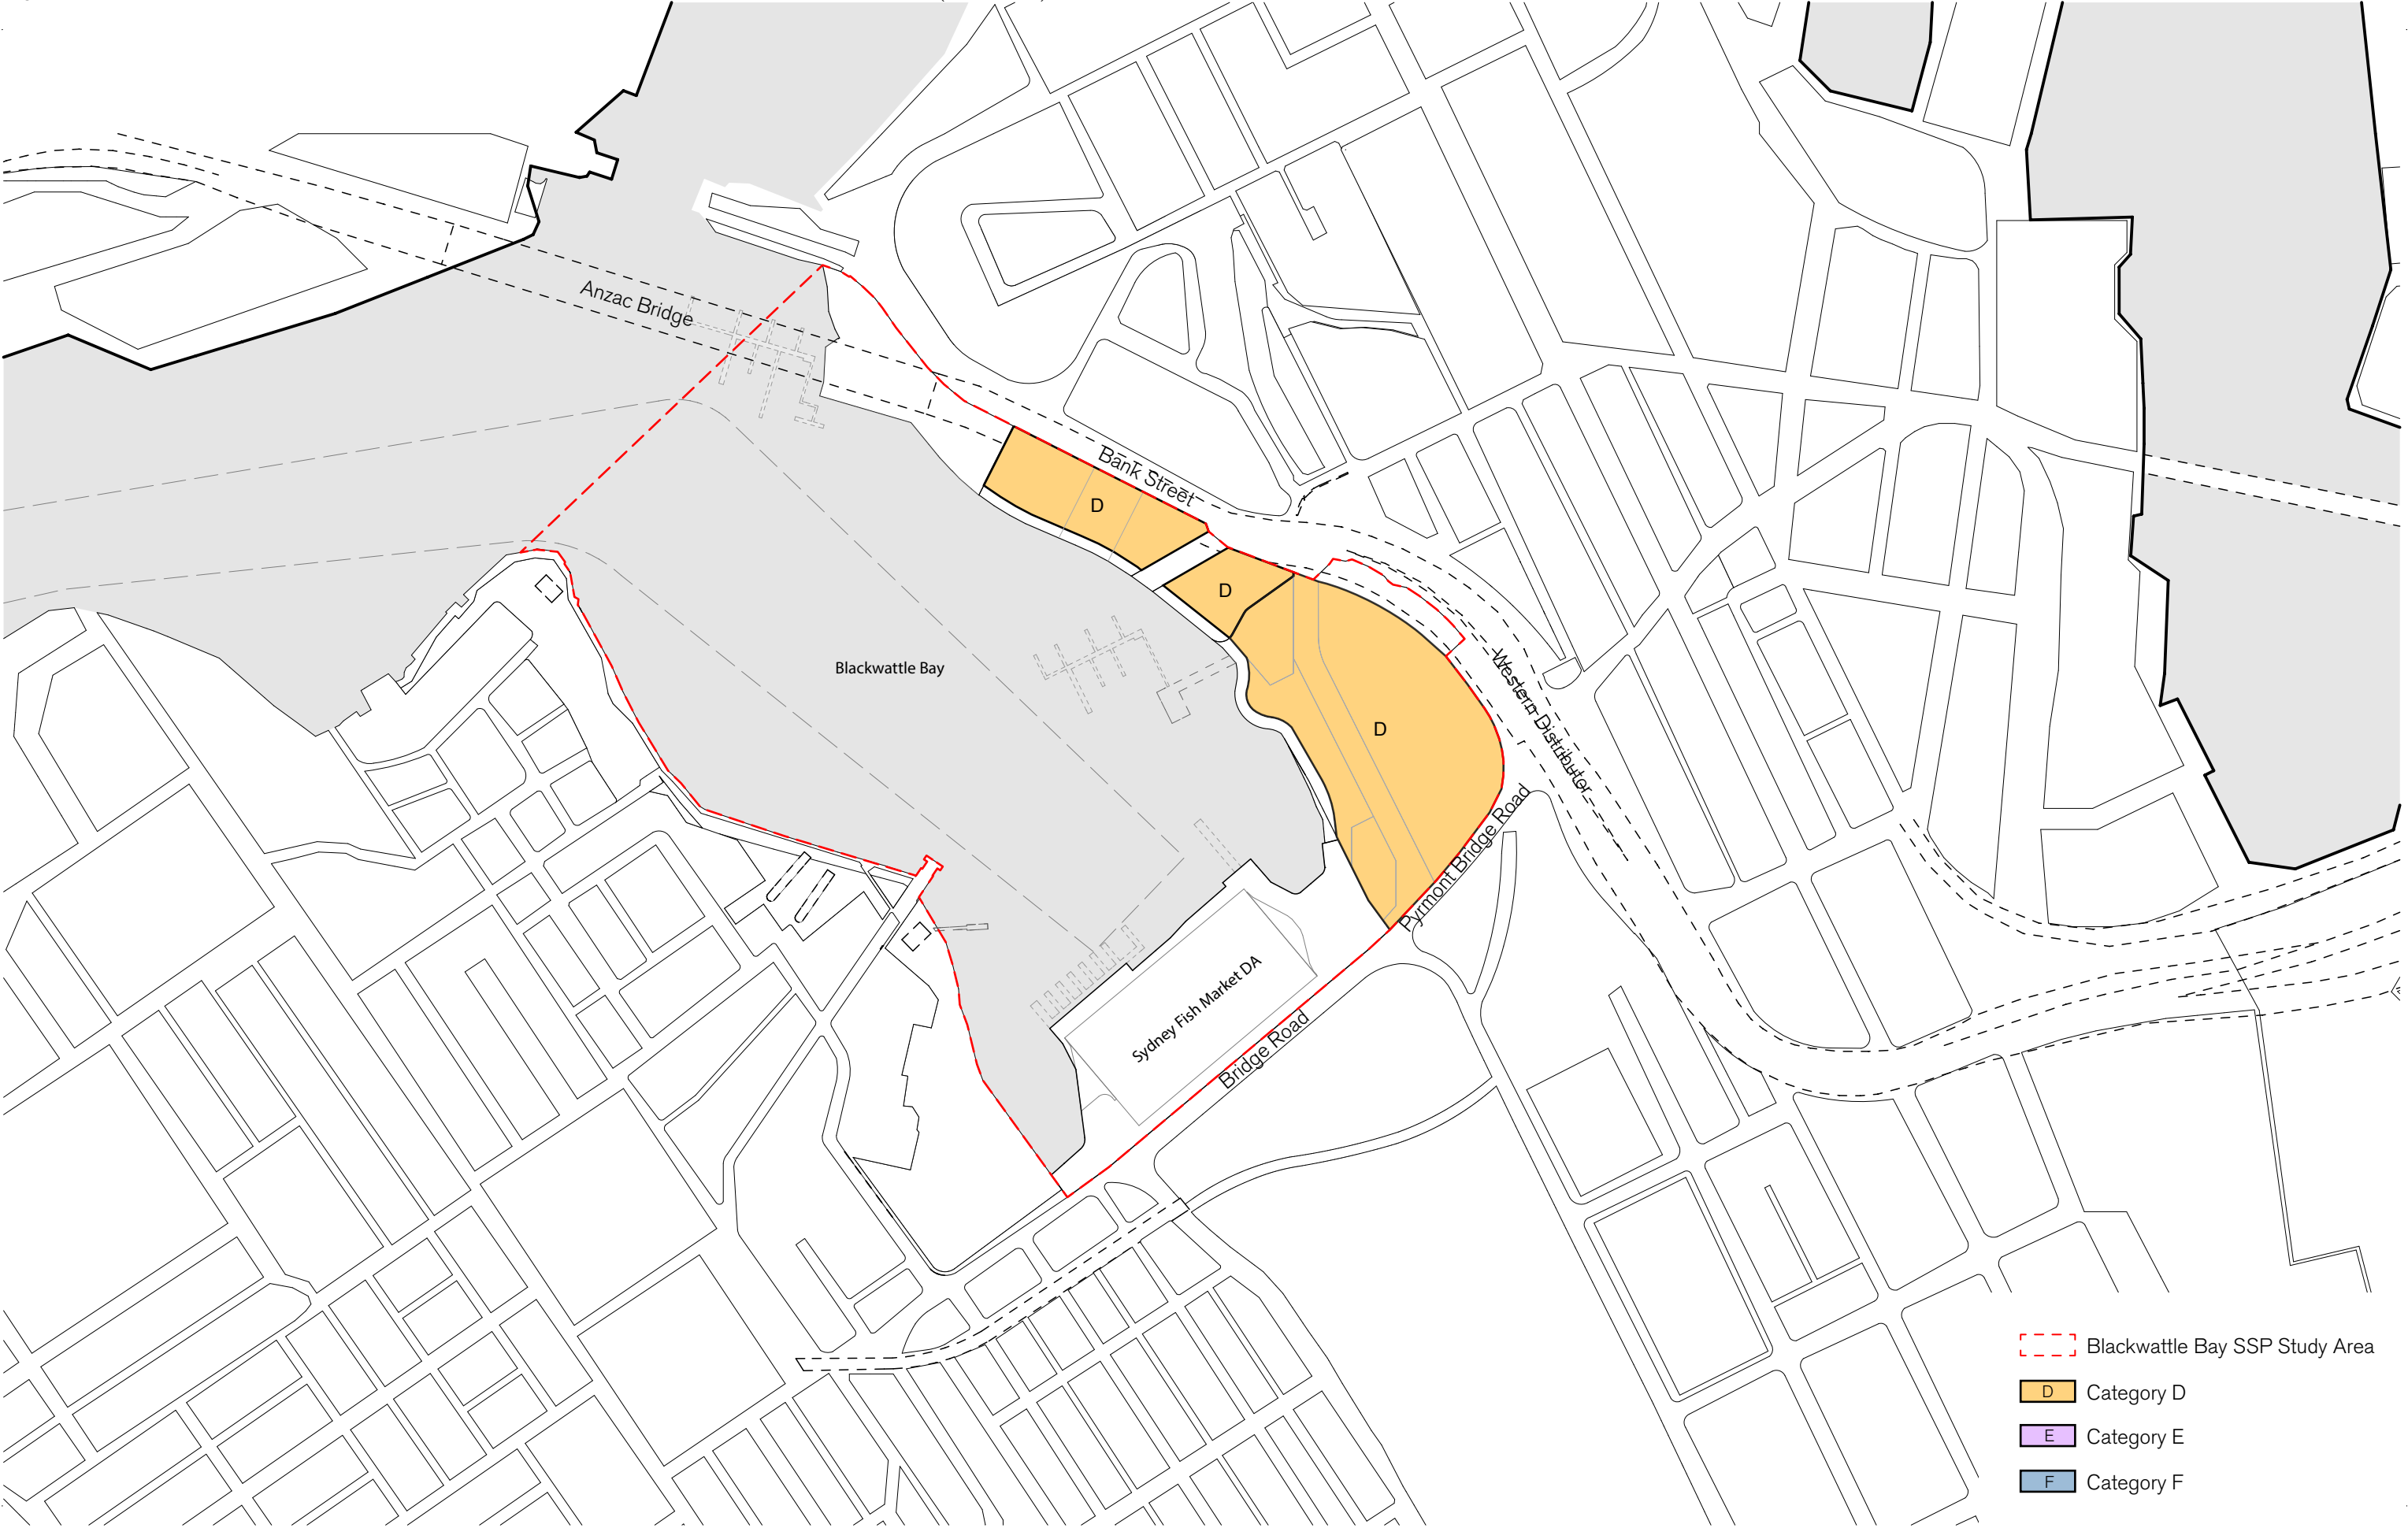 Anzac Bridge
Bank Street
D
D
Blackwattle Bay
D
Western Distributor
Pyrmont Bridge Road
Sydney Fish Market DA
Bridge Road
Blackwattle Bay SSP Study Area
D Category D
E Category E
F Category F